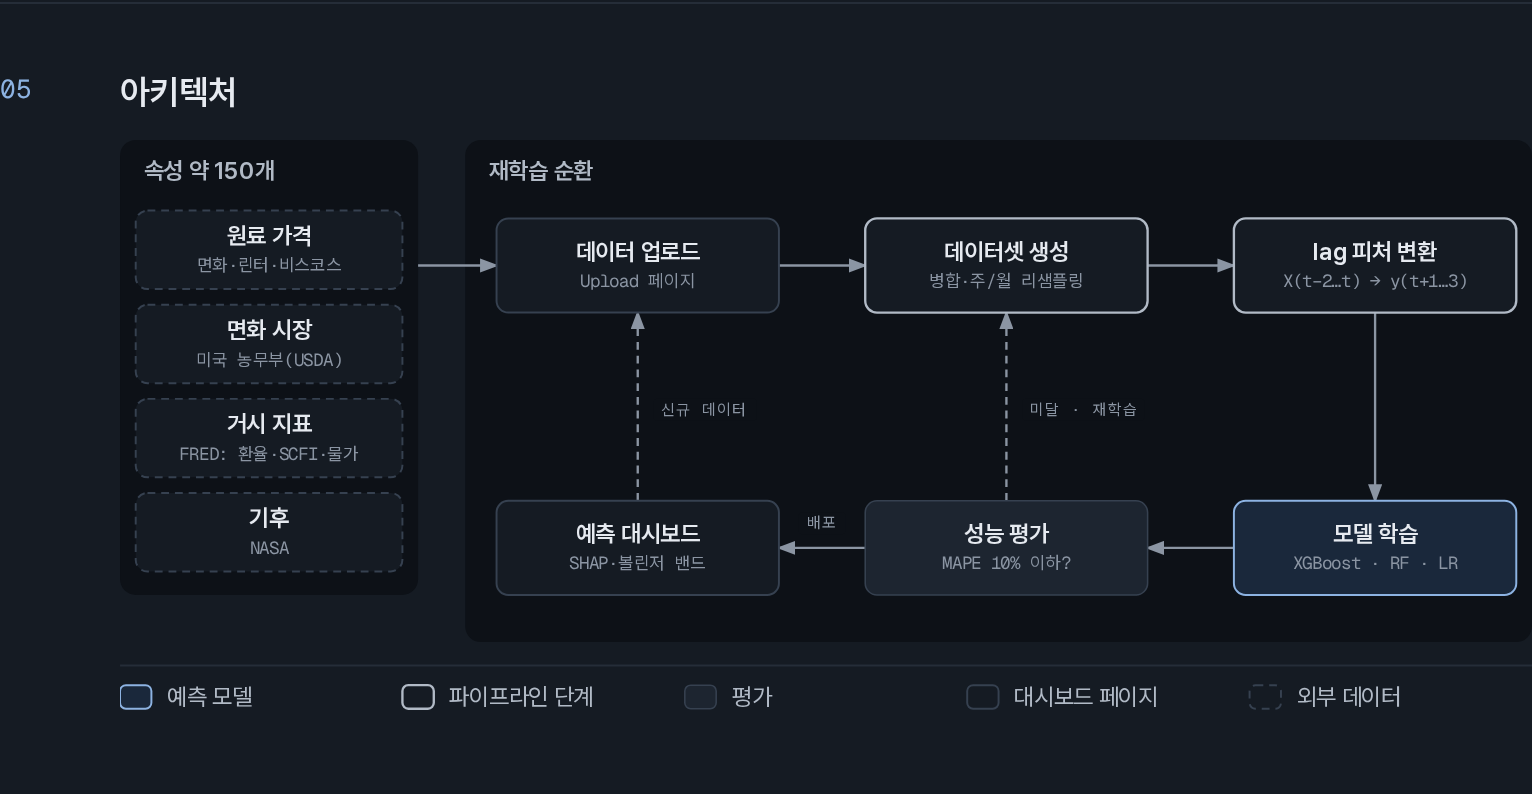 05
아키텍처
속성 약 150개
원료 가격
면화·린터·비스코스
면화 시장
미국 농무부(USDA)
거시 지표
FRED: 환율·SCFI·물가
기후
NASA
재학습 순환
데이터 업로드
Upload 페이지
데이터셋 생성
병합·주/월 리샘플링
lag 피처 변환
X(t-2…t) → y(t+1…3)
신규 데이터
미달 · 재학습
예측 대시보드
SHAP·볼린저 밴드
배포
성능 평가
MAPE 10% 이하?
모델 학습
XGBoost · RF · LR
예측 모델
파이프라인 단계
평가
대시보드 페이지
외부 데이터